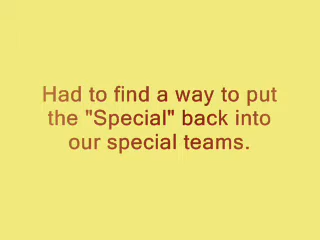 Had to find a way to put
the "Special" back into
our special teams.